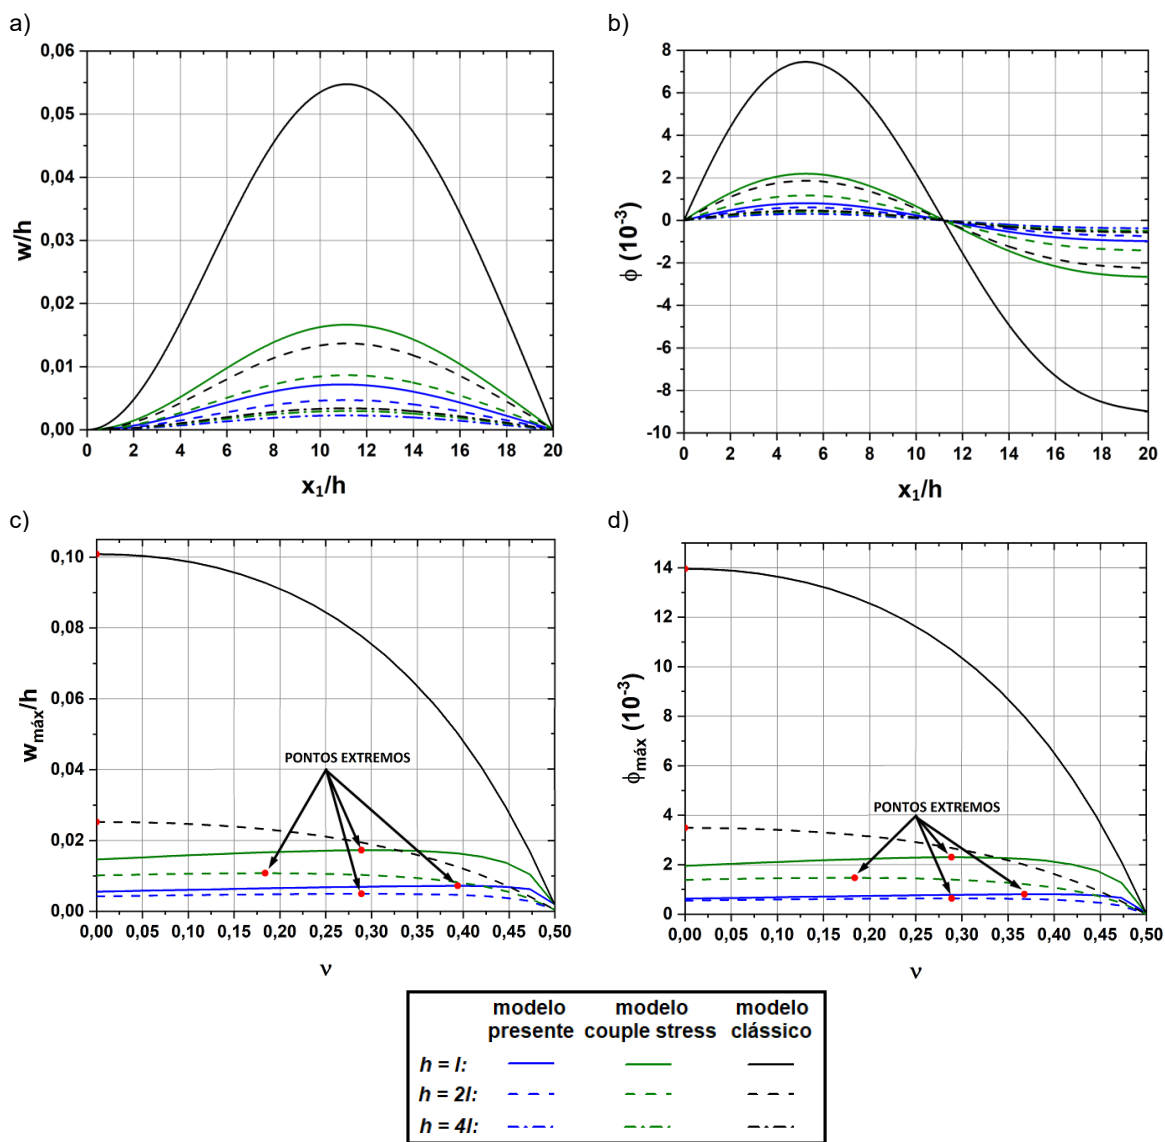 a)
0,06
0,05
0,04
0,03
0,02
0,01
0,00
w/h
0 2 4 6 8 10 12 14 16 18 20
x₁/h
b)
8
6
4
2
0
-2
-4
-6
-8
-10
ϕ (10⁻³)
0 2 4 6 8 10 12 14 16 18 20
x₁/h
c)
0,10
0,08
0,06
0,04
0,02
0,00
w_máx/h
PONTOS EXTREMOS
0,00 0,05 0,10 0,15 0,20 0,25 0,30 0,35 0,40 0,45 0,50
ν
d)
14
12
10
8
6
4
2
0
ϕ_máx (10⁻³)
PONTOS EXTREMOS
0,00 0,05 0,10 0,15 0,20 0,25 0,30 0,35 0,40 0,45 0,50
ν
modelo modelo modelo
presente couple stress clássico
h = l:
h = 2l:
h = 4l: